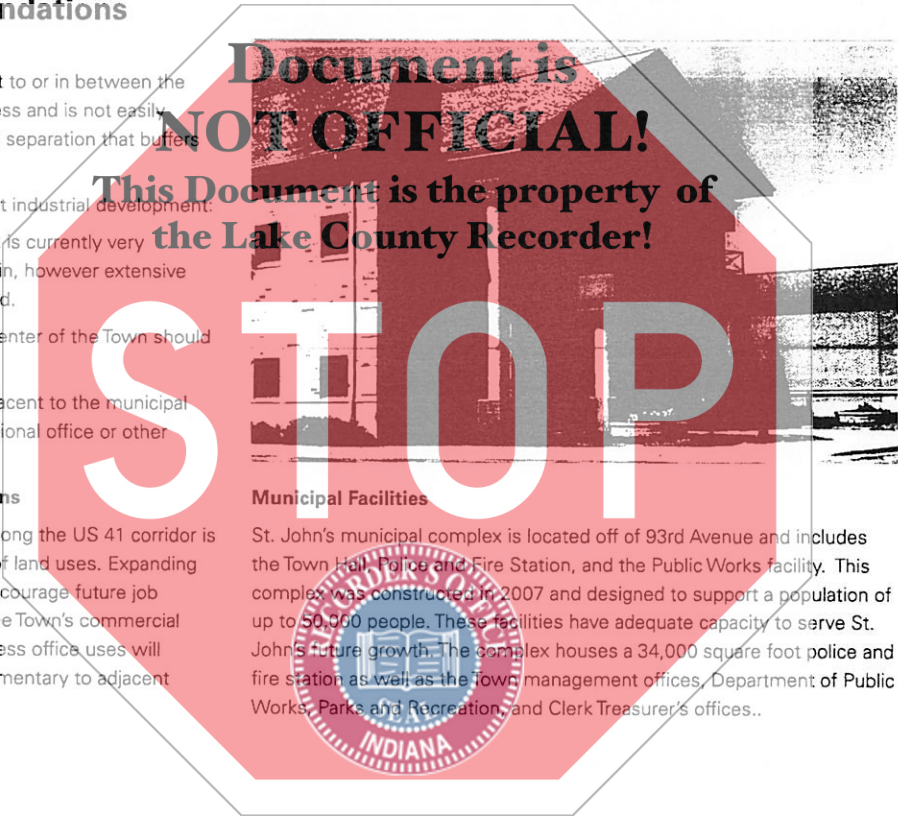 ndations
t to or in between the
ess and is not easily
separation that buffers
t industrial development:
is currently very
in, however extensive
d.
enter of the Town should
acent to the municipal
ional office or other
ns
ong the US 41 corridor is
f land uses. Expanding
courage future job
e Town's commercial
ess office uses will
mentary to adjacent
Document is
NOT OFFICIAL!
This Document is the property of
the Lake County Recorder!
STOP
Municipal Facilities
St. John's municipal complex is located off of 93rd Avenue and includes
the Town Hall, Police and Fire Station, and the Public Works facility. This
complex was constructed in 2007 and designed to support a population of
up to 50,000 people. These facilities have adequate capacity to serve St.
John's future growth. The complex houses a 34,000 square foot police and
fire station as well as the Town management offices, Department of Public
Works, Parks and Recreation, and Clerk Treasurer's offices..
RECORDER'S OFFICE
SEAL
INDIANA